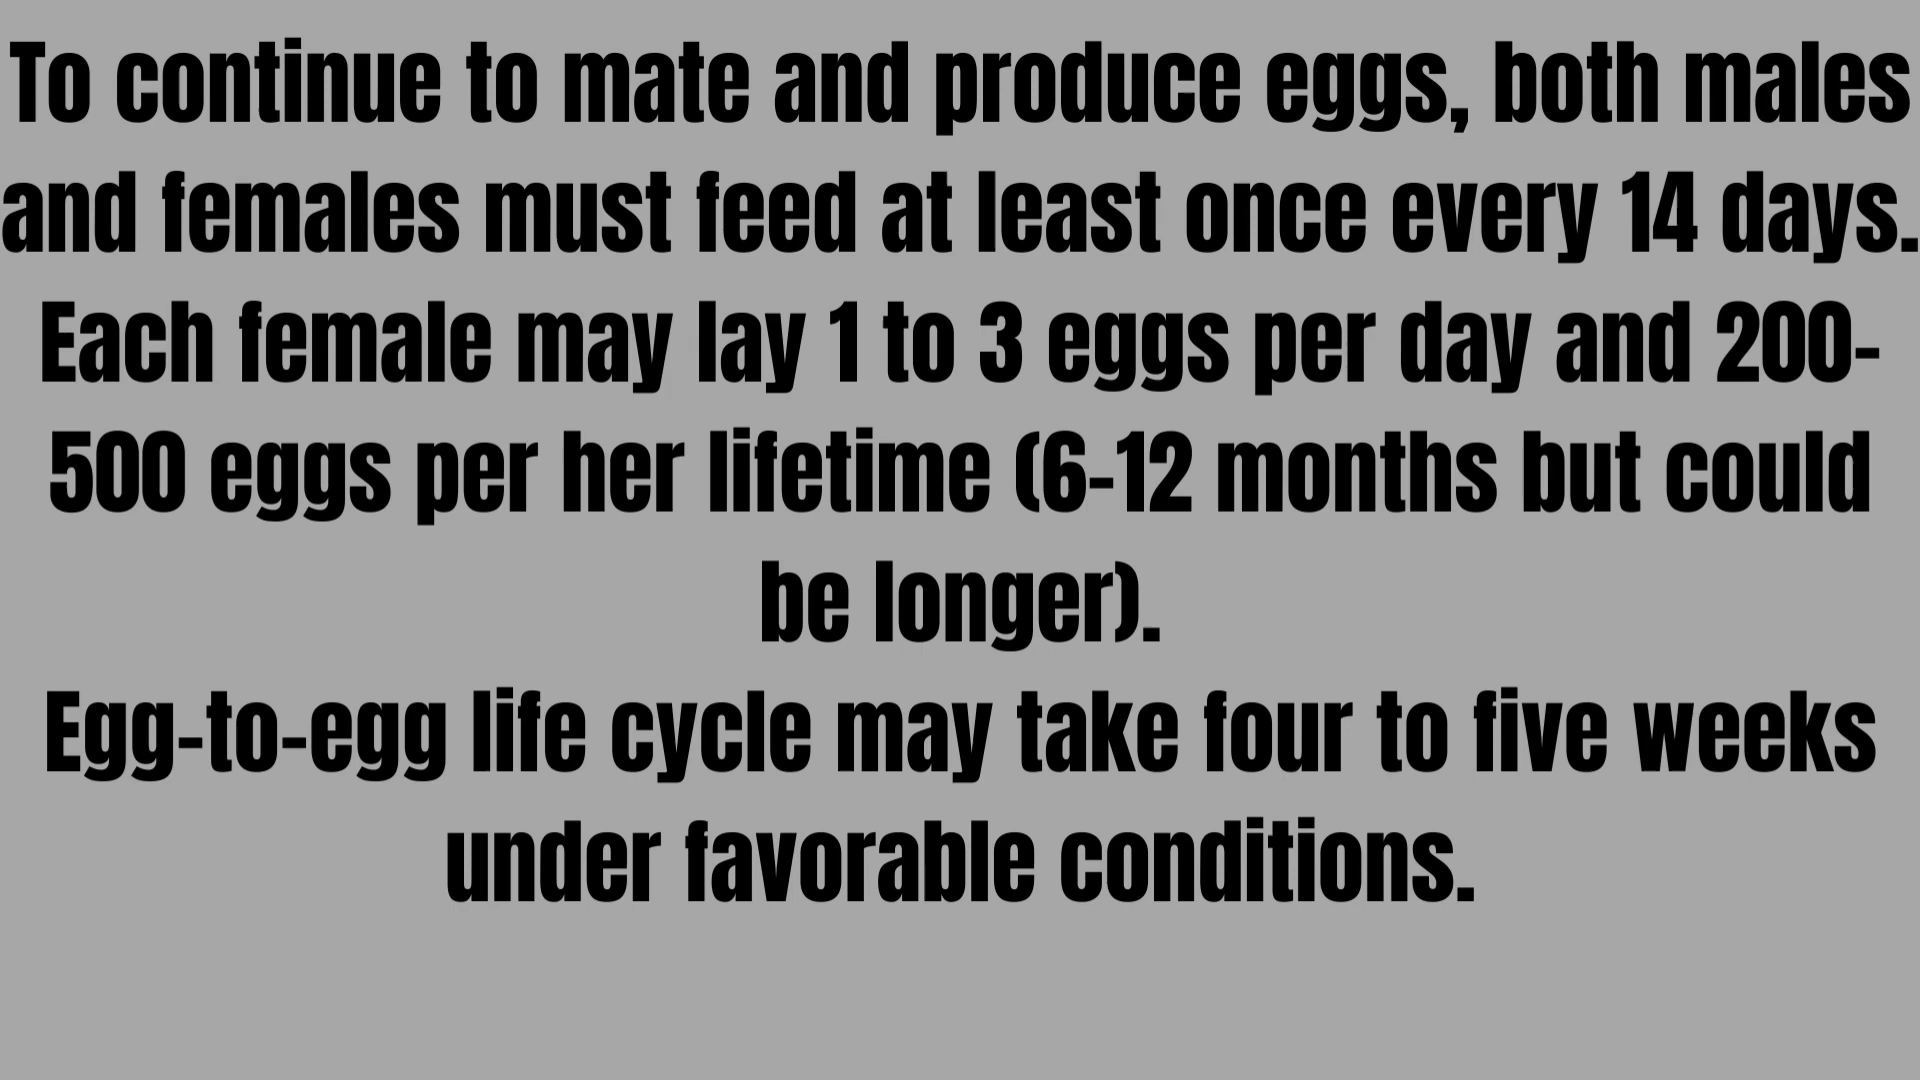 To continue to mate and produce eggs, both males
and females must feed at least once every 14 days.
Each female may lay 1 to 3 eggs per day and 200-
500 eggs per her lifetime (6-12 months but could
be longer).
Egg-to-egg life cycle may take four to five weeks
under favorable conditions.